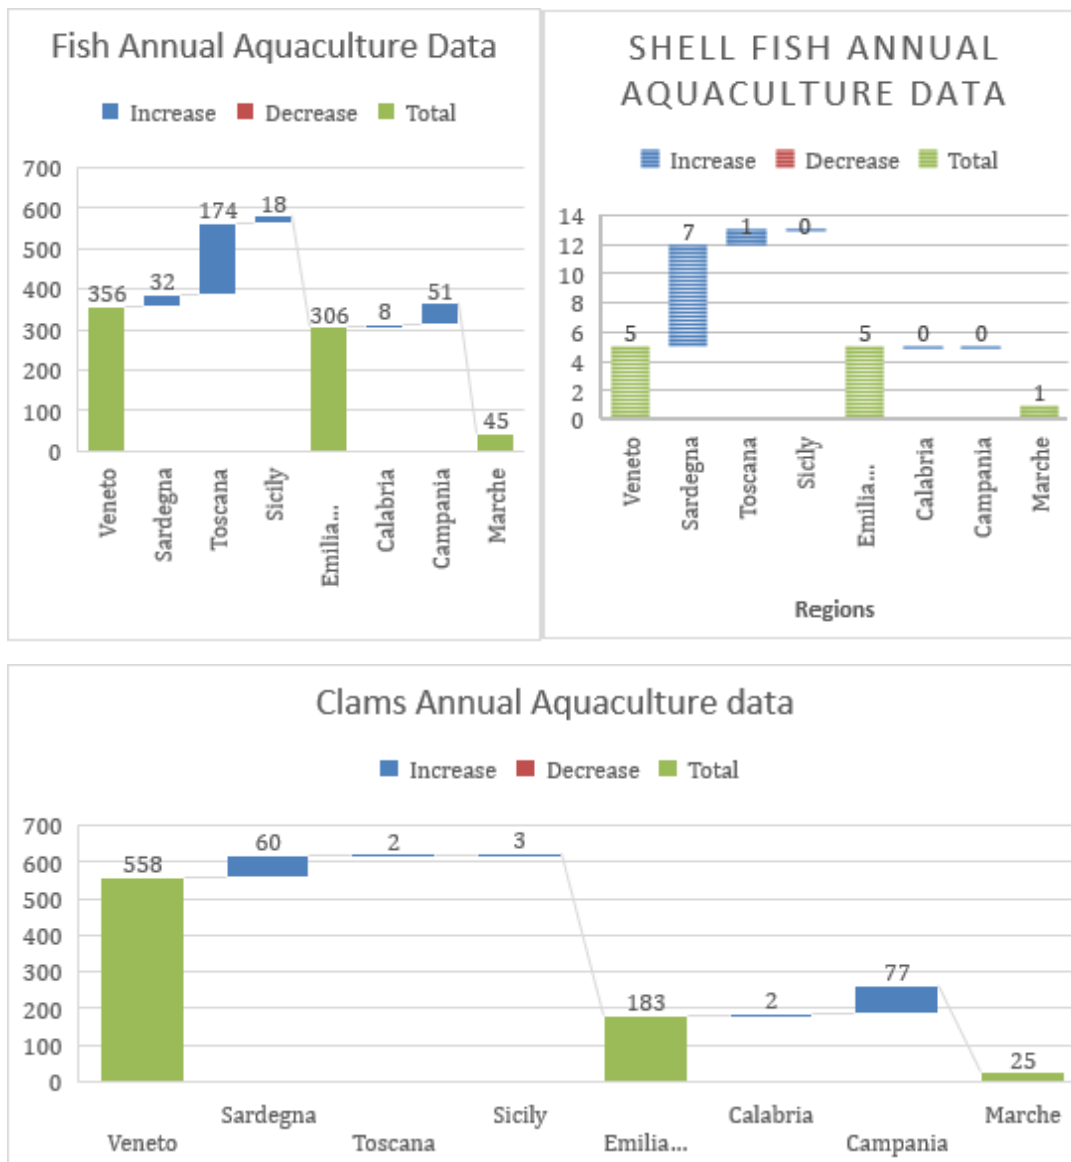 Fish Annual Aquaculture Data
Increase Decrease Total
700
600
500
400
300
200
100
0
356
32
174
18
306
8
51
45
Veneto
Sardegna
Toscana
Sicily
Emilia...
Calabria
Campania
Marche
SHELL FISH ANNUAL
AQUACULTURE DATA
Increase Decrease Total
14
12
10
8
6
4
2
0
5
7
1
0
5
0
0
1
Veneto
Sardegna
Toscana
Sicily
Emilia...
Calabria
Campania
Marche
Regions
Clams Annual Aquaculture data
Increase Decrease Total
700
600
500
400
300
200
100
0
558
60
2
3
183
2
77
25
Veneto
Sardegna
Toscana
Sicily
Emilia...
Calabria
Campania
Marche